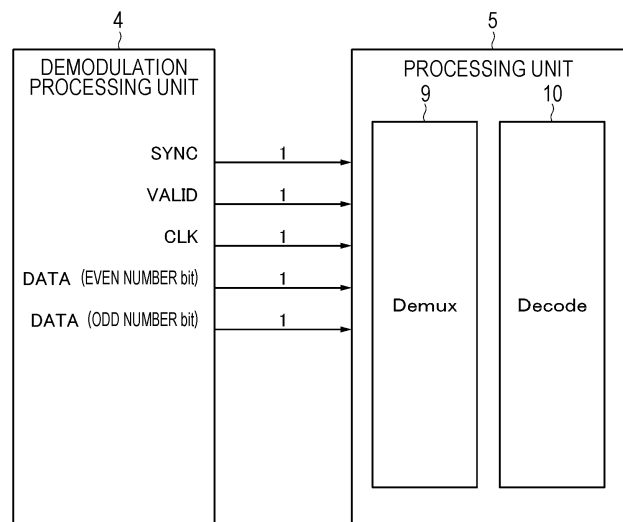 4
5
DEMODULATION
PROCESSING UNIT
PROCESSING UNIT
9
10
SYNC
1
VALID
1
CLK
1
DATA (EVEN NUMBER bit)
1
DATA (ODD NUMBER bit)
1
Demux
Decode